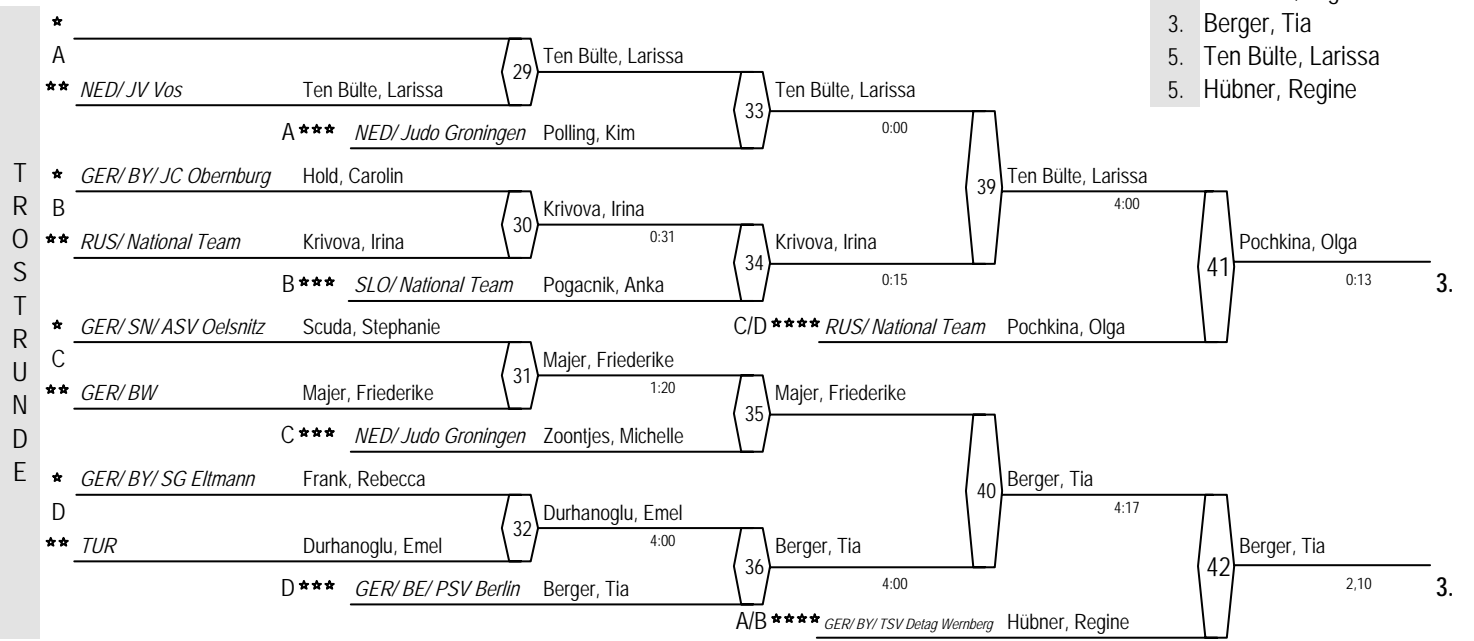 3. Berger, Tia
5. Ten Bülte, Larissa
5. Hübner, Regine
TROSTRUNDE
*
A
** NED/ JV Vos Ten Bülte, Larissa
29
Ten Bülte, Larissa
A *** NED/ Judo Groningen Polling, Kim
33
Ten Bülte, Larissa
0:00
* GER/ BY/ JC Obernburg Hold, Carolin
B
** RUS/ National Team Krivova, Irina
30
Krivova, Irina
0:31
B *** SLO/ National Team Pogacnik, Anka
34
Krivova, Irina
0:15
39
Ten Bülte, Larissa
4:00
C/D **** RUS/ National Team Pochkina, Olga
41
Pochkina, Olga
0:13 3.
* GER/ SN/ ASV Oelsnitz Scuda, Stephanie
C
** GER/ BW Majer, Friederike
31
Majer, Friederike
1:20
C *** NED/ Judo Groningen Zoontjes, Michelle
35
Majer, Friederike
* GER/ BY/ SG Eltmann Frank, Rebecca
D
** TUR Durhanoglu, Emel
32
Durhanoglu, Emel
4:00
D *** GER/ BE/ PSV Berlin Berger, Tia
36
Berger, Tia
4:00
40
Berger, Tia
4:17
A/B **** GER/ BY/ TSV Detag Wernberg Hübner, Regine
42
Berger, Tia
2,10 3.